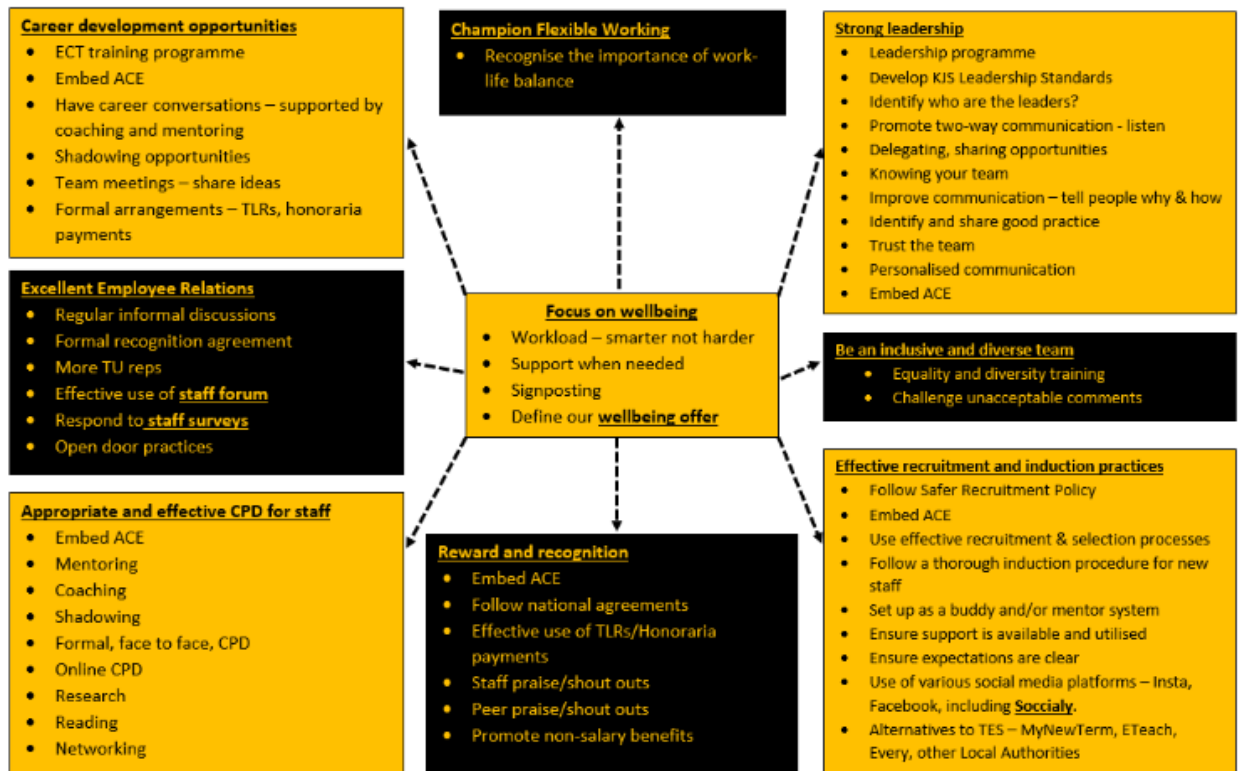 Career development opportunities
• ECT training programme
• Embed ACE
• Have career conversations – supported by
coaching and mentoring
• Shadowing opportunities
• Team meetings – share ideas
• Formal arrangements – TLRs, honoraria
payments
Champion Flexible Working
• Recognise the importance of work-
life balance
Strong leadership
• Leadership programme
• Develop KJS Leadership Standards
• Identify who are the leaders?
• Promote two-way communication - listen
• Delegating, sharing opportunities
• Knowing your team
• Improve communication – tell people why & how
• Identify and share good practice
• Trust the team
• Personalised communication
• Embed ACE
Excellent Employee Relations
• Regular informal discussions
• Formal recognition agreement
• More TU reps
• Effective use of staff forum
• Respond to staff surveys
• Open door practices
Focus on wellbeing
• Workload – smarter not harder
• Support when needed
• Signposting
• Define our wellbeing offer
Be an inclusive and diverse team
• Equality and diversity training
• Challenge unacceptable comments
Appropriate and effective CPD for staff
• Embed ACE
• Mentoring
• Coaching
• Shadowing
• Formal, face to face, CPD
• Online CPD
• Research
• Reading
• Networking
Reward and recognition
• Embed ACE
• Follow national agreements
• Effective use of TLRs/Honoraria
payments
• Staff praise/shout outs
• Peer praise/shout outs
• Promote non-salary benefits
Effective recruitment and induction practices
• Follow Safer Recruitment Policy
• Embed ACE
• Use effective recruitment & selection processes
• Follow a thorough induction procedure for new
staff
• Set up as a buddy and/or mentor system
• Ensure support is available and utilised
• Ensure expectations are clear
• Use of various social media platforms – Insta,
Facebook, including Soccialy.
• Alternatives to TES – MyNewTerm, ETeach,
Every, other Local Authorities